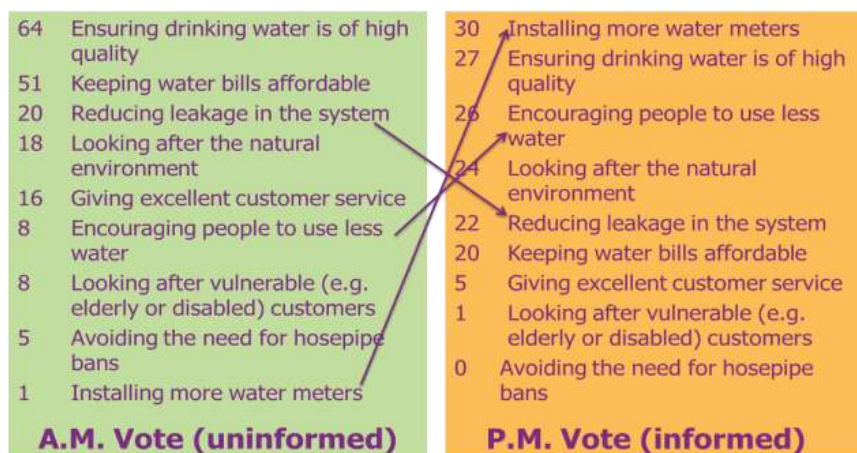 64 Ensuring drinking water is of high
quality
51 Keeping water bills affordable
20 Reducing leakage in the system
18 Looking after the natural
environment
16 Giving excellent customer service
8 Encouraging people to use less
water
8 Looking after vulnerable (e.g.
elderly or disabled) customers
5 Avoiding the need for hosepipe
bans
1 Installing more water meters
A.M. Vote (uninformed)
30 Installing more water meters
27 Ensuring drinking water is of high
quality
26 Encouraging people to use less
water
24 Looking after the natural
environment
22 Reducing leakage in the system
20 Keeping water bills affordable
5 Giving excellent customer service
1 Looking after vulnerable (e.g.
elderly or disabled) customers
0 Avoiding the need for hosepipe
bans
P.M. Vote (informed)